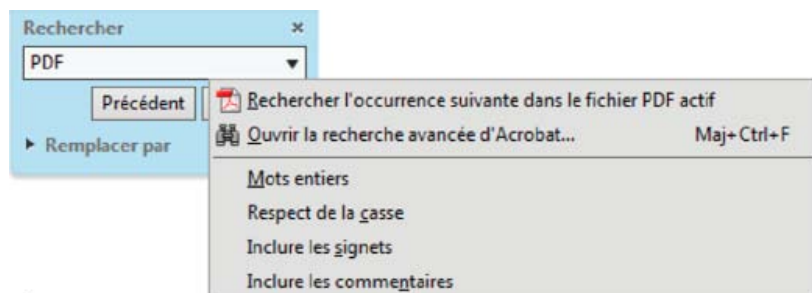 Rechercher
PDF
Précédent
Rechercher l'occurrence suivante dans le fichier PDF actif
Ouvrir la recherche avancée d'Acrobat... Maj+Ctrl+F
Remplacer par
Mots entiers
Respect de la casse
Inclure les signets
Inclure les commentaires